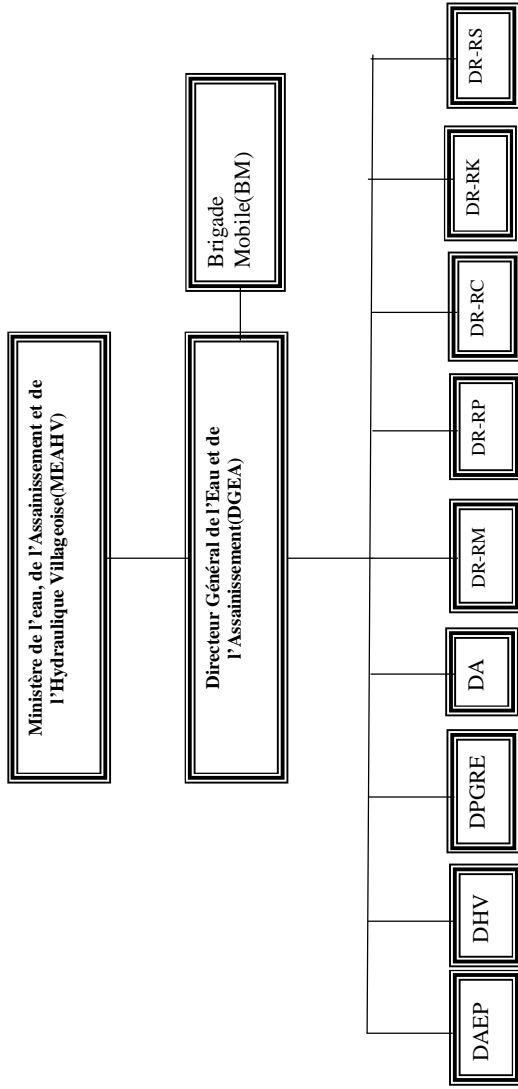 Ministère de l'eau, de l'Assainissement et de
l'Hydraulique Villageoise(MEAHV)
Directeur Général de l'Eau et de
l'Assainissement(DGEA)
Brigade
Mobile(BM)
DAEP
DHV
DPGRE
DA
DR-RM
DR-RP
DR-RC
DR-RK
DR-RS